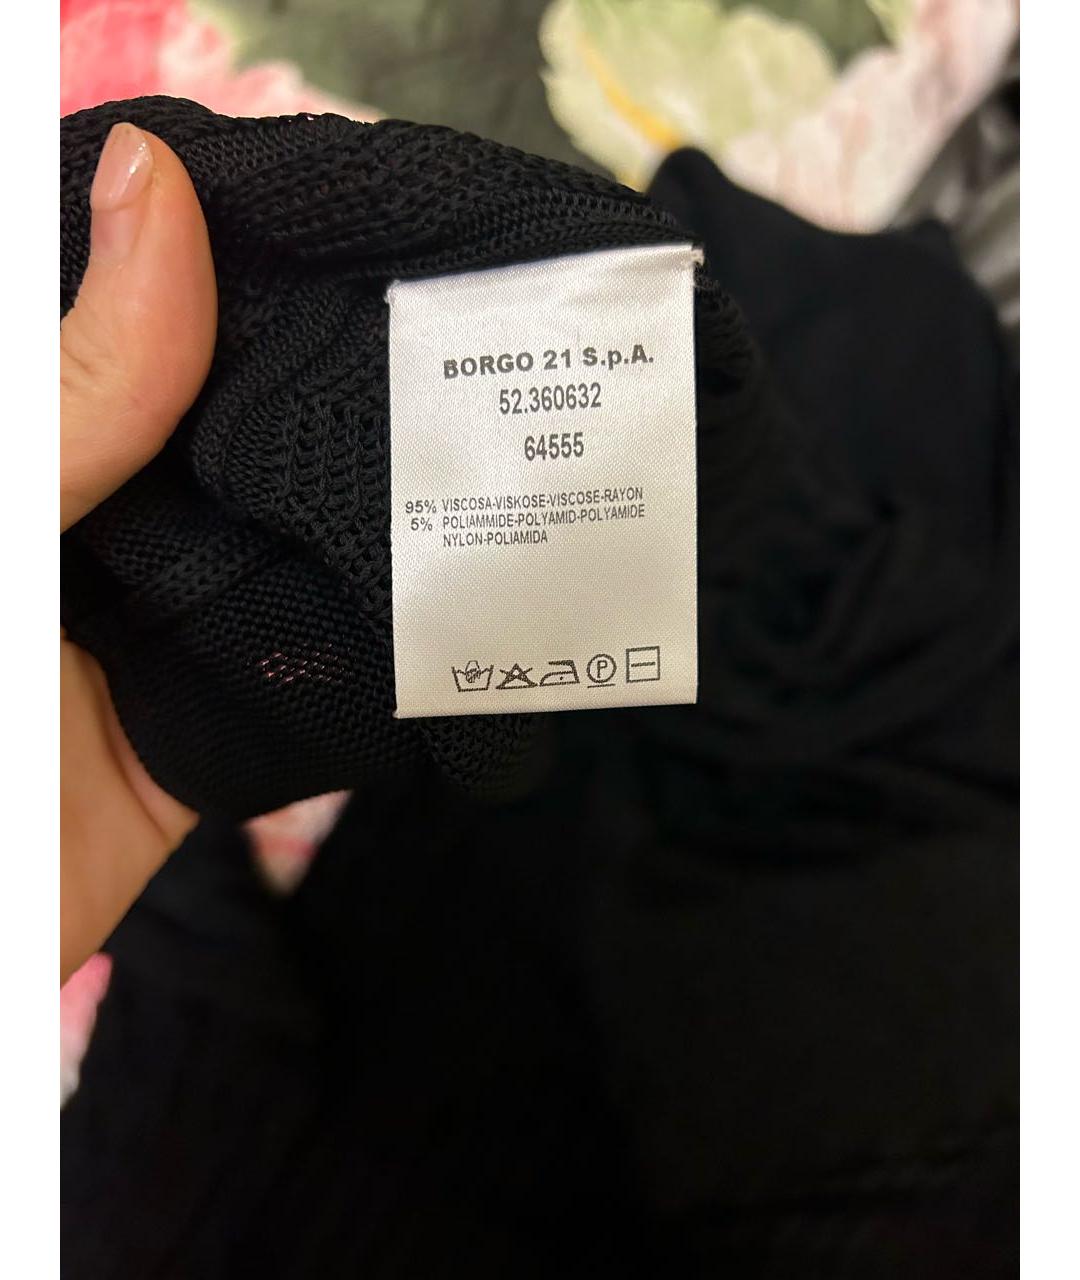 BORGO 21 S.p.A.
52.360632
64555
95% VISCOSA-VISKOSE-VISCOSE-RAYON
5% POLIAMMIDE-POLYAMID-POLYAMIDE
NYLON-POLIAMIDA
P